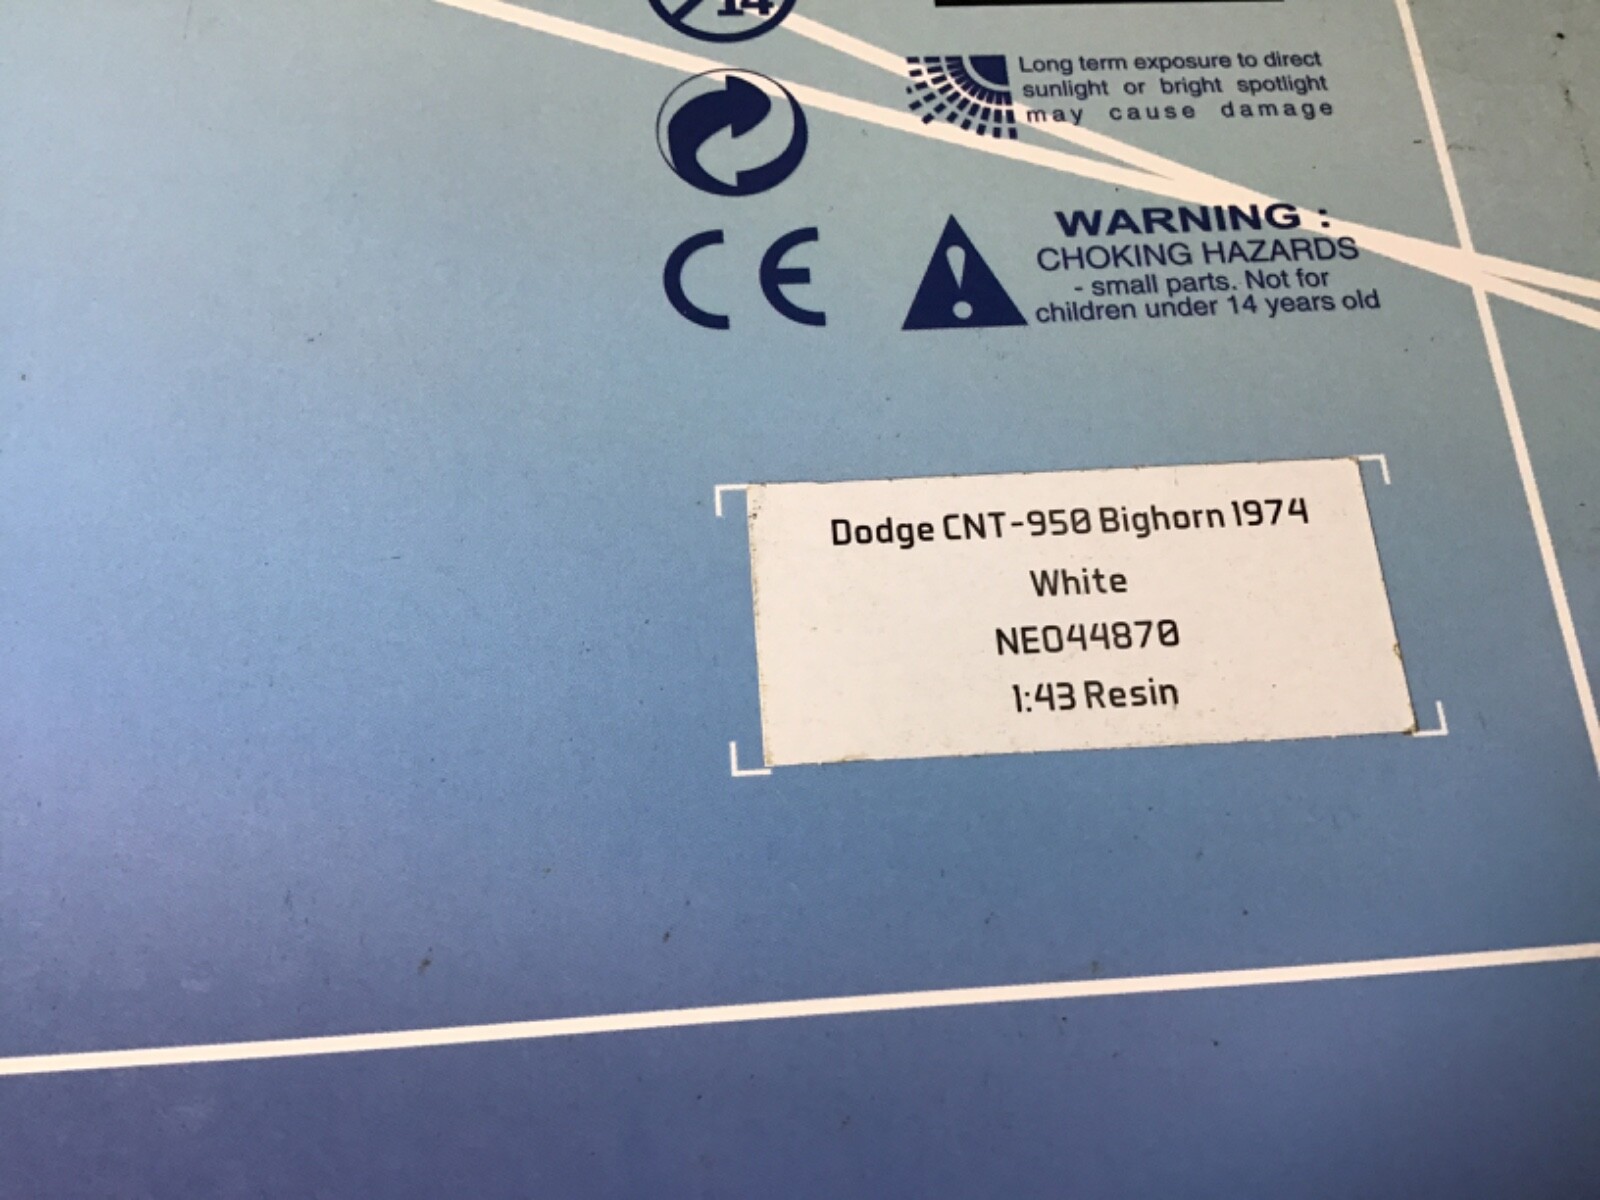 14
Long term exposure to direct
sunlight or bright spotlight
may cause damage
CE
WARNING :
CHOKING HAZARDS
- small parts. Not for
children under 14 years old
Dodge CNT-950 Bighorn 1974
White
NEO44870
1:43 Resin